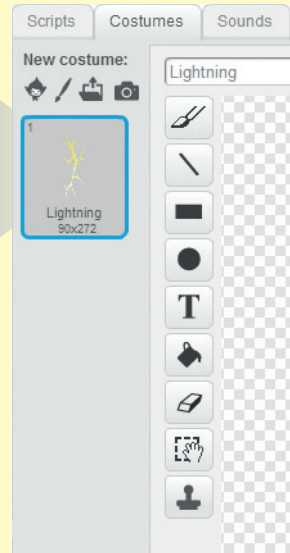 Scripts Costumes Sounds
New costume:
Lightning
1
Lightning
90x272
T